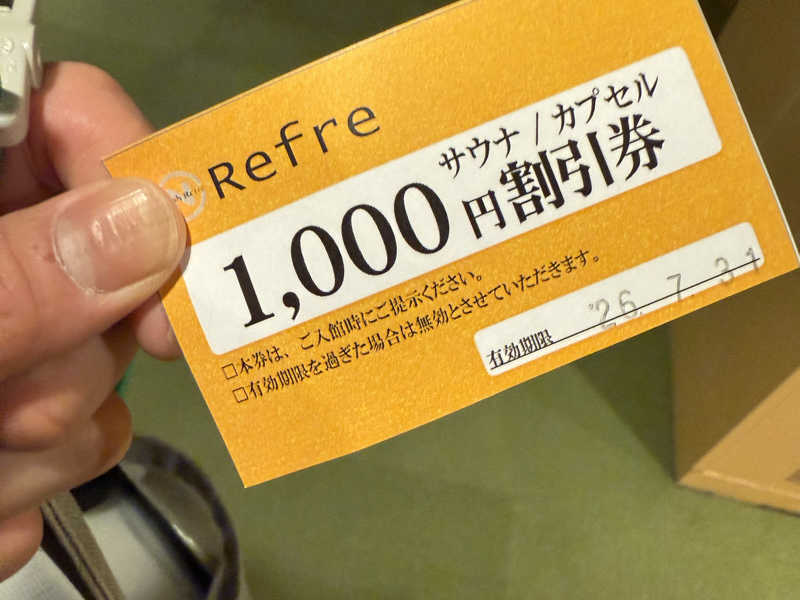 Refre
サウナ / カプセル
1,000円割引券
□本券は、ご入館時にご提示ください。
□有効期限を過ぎた場合は無効とさせていただきます。
有効期限 '26. 7. 31